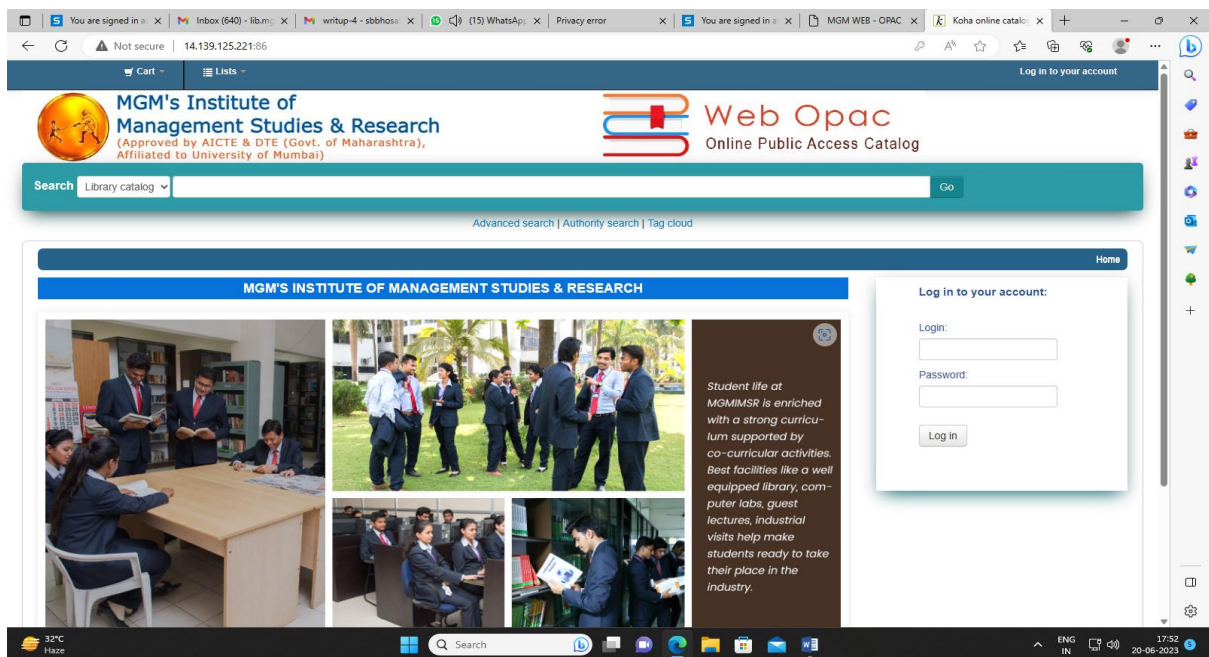 You are signed in a
Inbox (640) - lib.mg
writup-4 - sbbhosa
(15) WhatsAp
Privacy error
You are signed in a
MGM WEB - OPAC
Koha online catalog
Not secure
14.139.125.221:86
Cart
Lists
Log in to your account
MGM's Institute of
Management Studies & Research
(Approved by AICTE & DTE (Govt. of Maharashtra),
Affiliated to University of Mumbai)
Web Opac
Online Public Access Catalog
Search
Library catalog
Go
Advanced search | Authority search | Tag cloud
Home
MGM'S INSTITUTE OF MANAGEMENT STUDIES & RESEARCH
Student life at
MGMIMSR is enriched
with a strong curricu-
lum supported by
co-curricular activities.
Best facilities like a well
equipped library, com-
puter labs, guest
lectures, industrial
visits help make
students ready to take
their place in the
industry.
Log in to your account:
Login:
Password:
Log in
32°C
Haze
Search
ENG
IN
17:52
20-06-2023